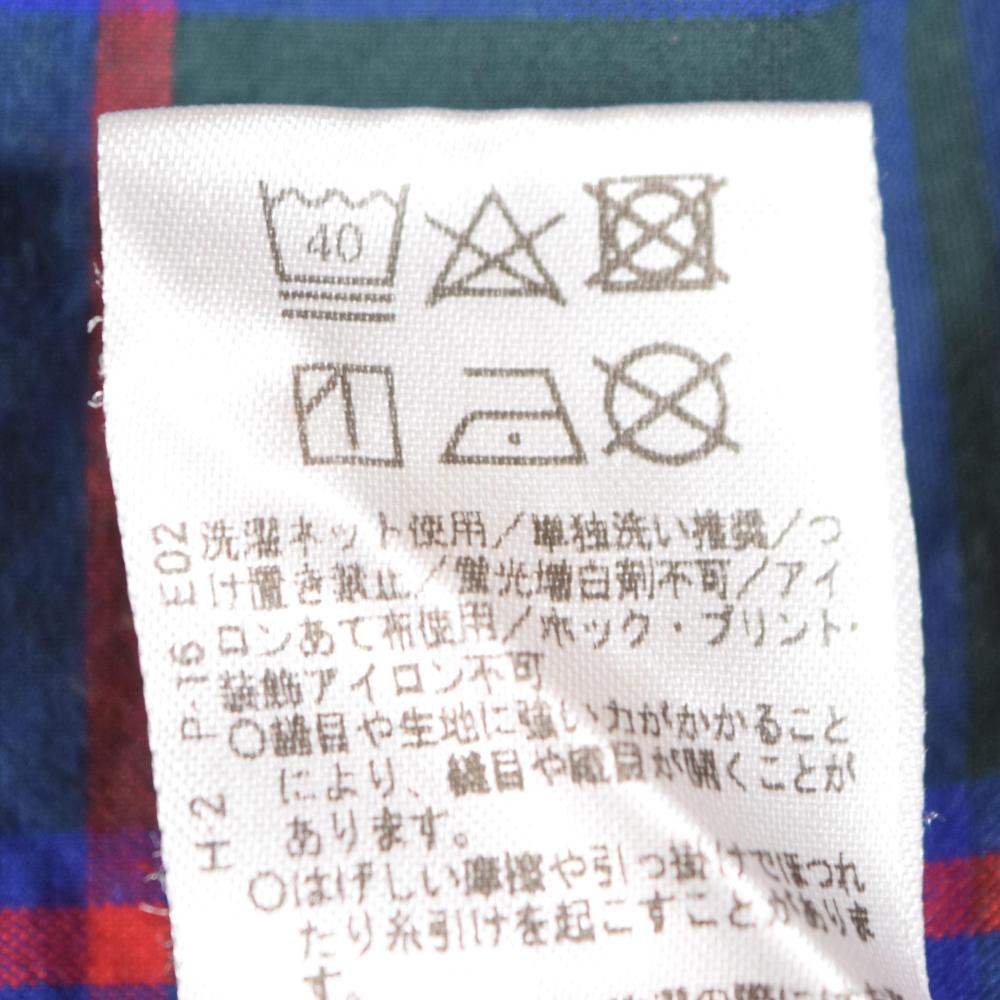 40
洗濯ネット使用／単独洗い推奨／つ
け置き禁止／蛍光増白剤不可／アイ
ロンあて布使用／ホック・プリント・
装飾アイロン不可
○縫目や生地に強い力がかかること
により、縫目や縫目が開くことが
あります。
○はげしい摩擦や引っ掛けでほつれ
たり糸引けを起こすことがありま
す。
の際に
H・2 P・16 E02